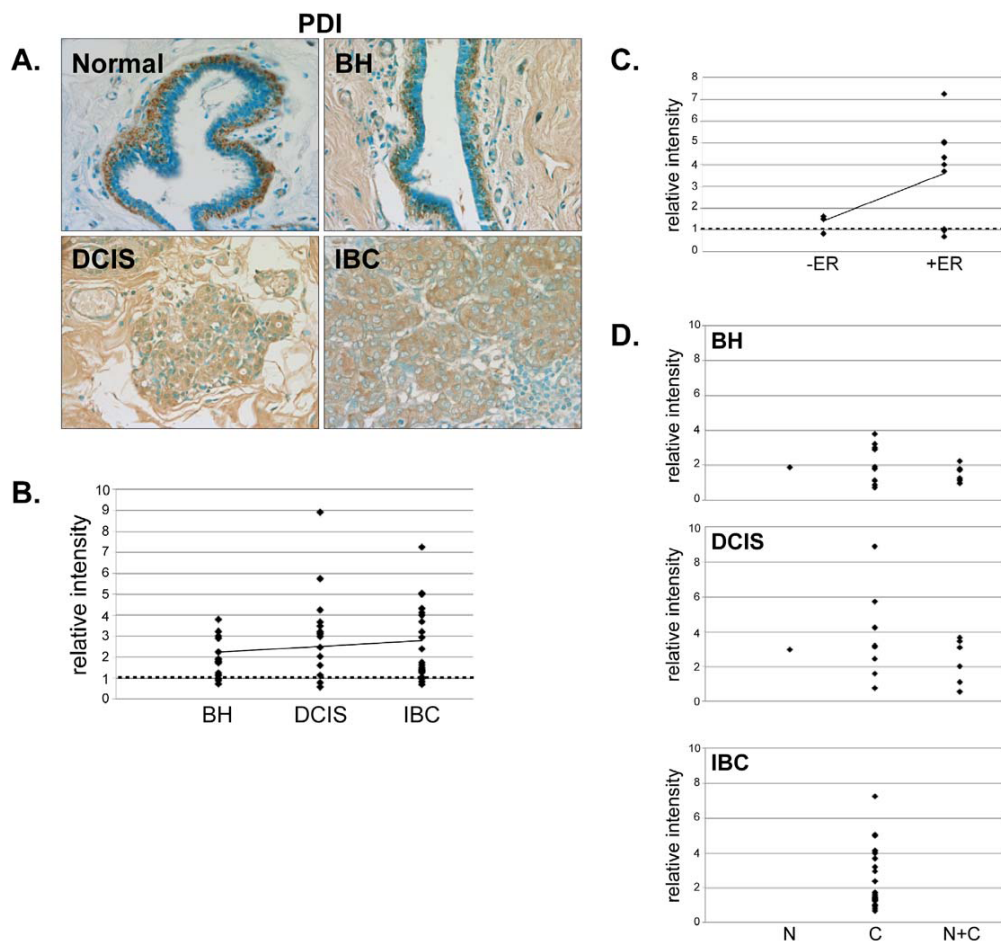 PDI
A.
Normal
BH
DCIS
IBC
B.
relative intensity
10
9
8
7
6
5
4
3
2
1
0
BH DCIS IBC
C.
relative intensity
8
7
6
5
4
3
2
1
0
-ER +ER
D.
BH
relative intensity
10
8
6
4
2
0
DCIS
relative intensity
10
8
6
4
2
0
IBC
relative intensity
10
8
6
4
2
0
N C N+C